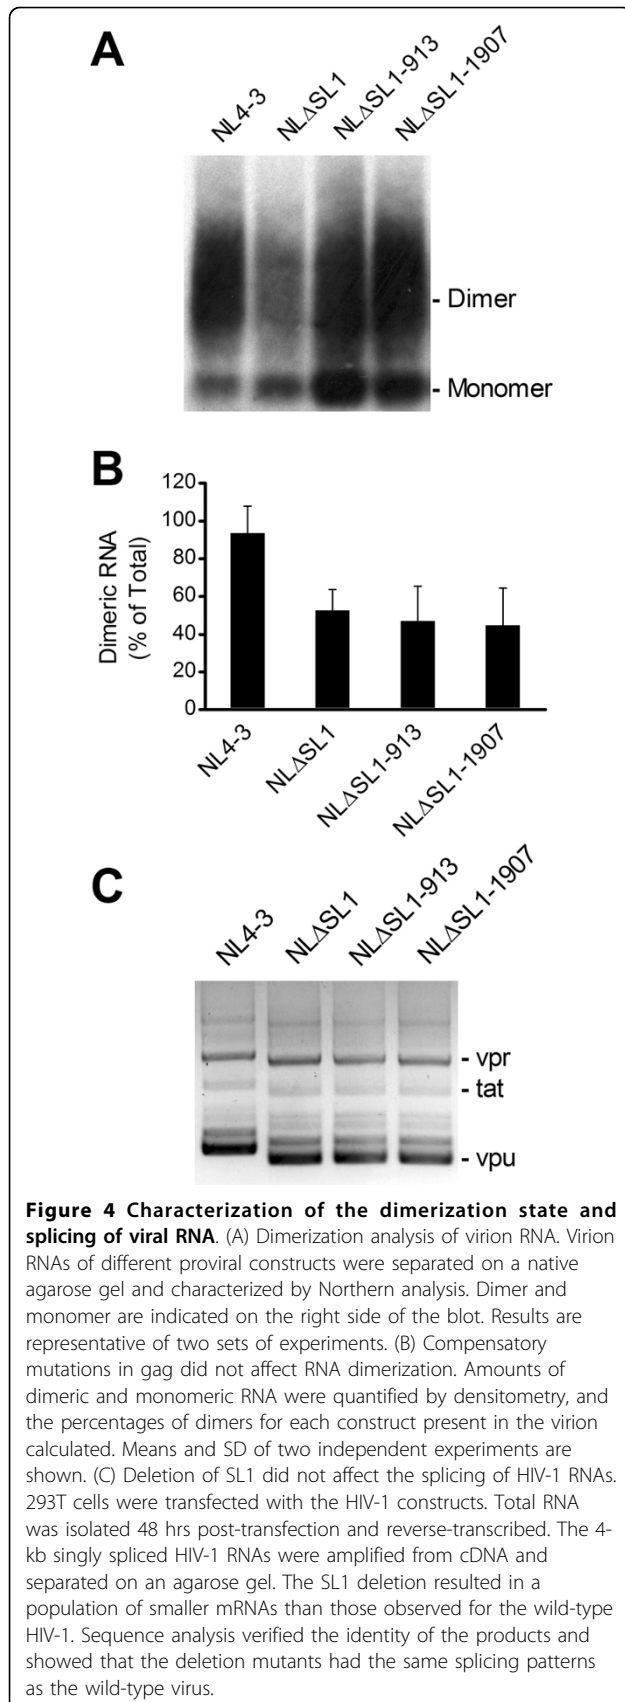 A
NL4-3
NLΔSL1
NLΔSL1-913
NLΔSL1-1907
- Dimer
- Monomer
B
Dimeric RNA
(% of Total)
120
100
80
60
40
20
0
NL4-3
NLΔSL1
NLΔSL1-913
NLΔSL1-1907
C
NL4-3
NLΔSL1
NLΔSL1-913
NLΔSL1-1907
- vpr
- tat
- vpu
Figure 4 Characterization of the dimerization state and
splicing of viral RNA. (A) Dimerization analysis of virion RNA. Virion
RNAs of different proviral constructs were separated on a native
agarose gel and characterized by Northern analysis. Dimer and
monomer are indicated on the right side of the blot. Results are
representative of two sets of experiments. (B) Compensatory
mutations in gag did not affect RNA dimerization. Amounts of
dimeric and monomeric RNA were quantified by densitometry, and
the percentages of dimers for each construct present in the virion
calculated. Means and SD of two independent experiments are
shown. (C) Deletion of SL1 did not affect the splicing of HIV-1 RNAs.
293T cells were transfected with the HIV-1 constructs. Total RNA
was isolated 48 hrs post-transfection and reverse-transcribed. The 4-
kb singly spliced HIV-1 RNAs were amplified from cDNA and
separated on an agarose gel. The SL1 deletion resulted in a
population of smaller mRNAs than those observed for the wild-type
HIV-1. Sequence analysis verified the identity of the products and
showed that the deletion mutants had the same splicing patterns
as the wild-type virus.